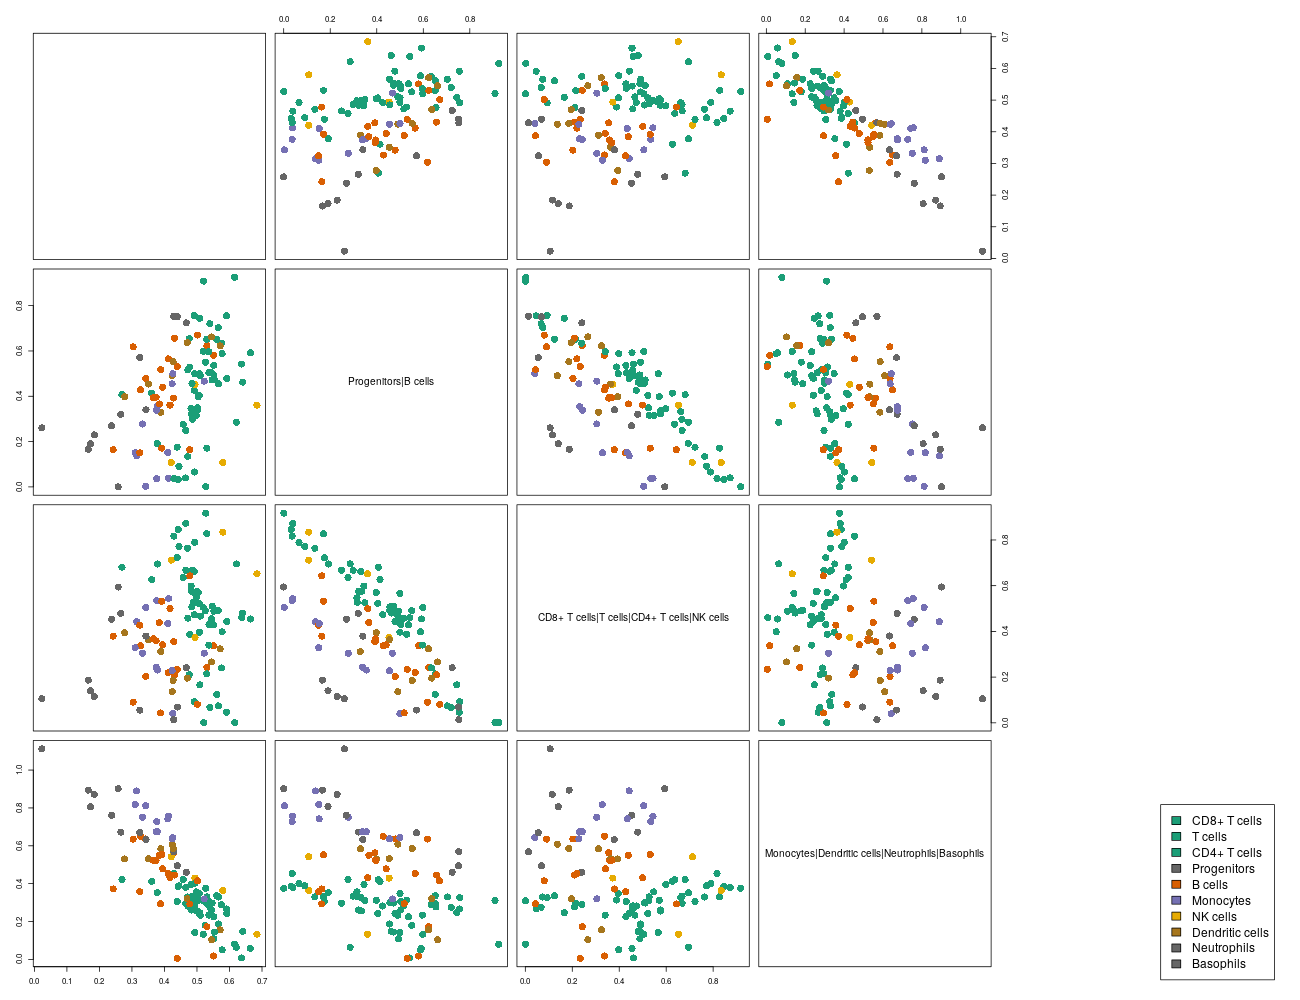 0.0 0.2 0.4 0.6 0.8
0.0 0.2 0.4 0.6 0.8 1.0
0.0 0.1 0.2 0.3 0.4 0.5 0.6 0.7
0.0 0.2 0.4 0.6 0.8
Progenitors|B cells
CD8+ T cells|T cells|CD4+ T cells|NK cells
0.0 0.2 0.4 0.6 0.8
0.0 0.2 0.4 0.6 0.8 1.0
Monocytes|Dendritic cells|Neutrophils|Basophils
0.0 0.1 0.2 0.3 0.4 0.5 0.6 0.7
0.0 0.2 0.4 0.6 0.8
CD8+ T cells
T cells
CD4+ T cells
Progenitors
B cells
Monocytes
NK cells
Dendritic cells
Neutrophils
Basophils